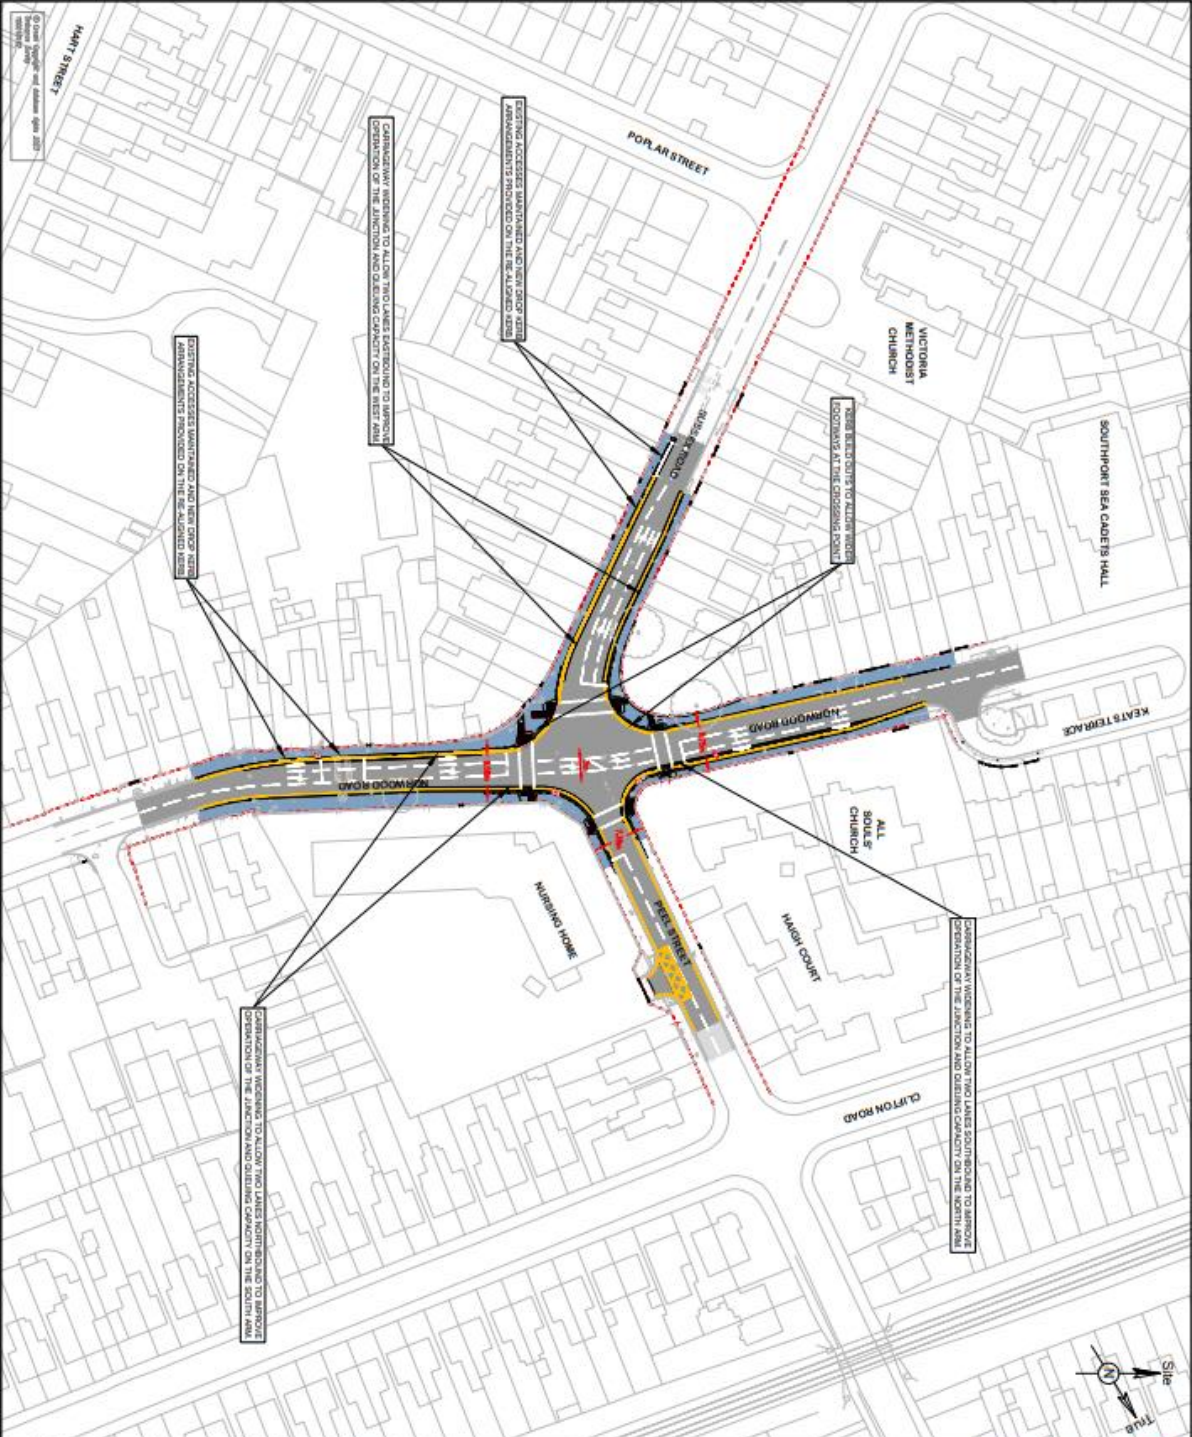 HART STREET
POPLAR STREET
EXISTING ACCESSES MAINTAINED AND NEW DROP KERB
ARRANGEMENTS PROVIDED ON THE RE-ALIGNED KERB
CARRIAGEWAY WIDENING TO ALLOW TWO LANES EASTBOUND TO IMPROVE
OPERATION OF THE JUNCTION AND QUEUING CAPACITY ON THE WEST ARM
EXISTING ACCESSES MAINTAINED AND NEW DROP KERB
ARRANGEMENTS PROVIDED ON THE RE-ALIGNED KERB
VICTORIA
METHODIST
CHURCH
SOUTHPORT SEA CADETS HALL
KERB BUILD OUTS TO ALLOW WIDER
FOOTWAYS AT THE CROSSING POINT
SUSSEX ROAD
NORWOOD ROAD
KEATS TERRACE
NORWOOD ROAD
ALL
SOULS'
CHURCH
NURSING HOME
PEEL STREET
HAIGH COURT
CLIFTON ROAD
CARRIAGEWAY WIDENING TO ALLOW TWO LANES SOUTHBOUND TO IMPROVE
OPERATION OF THE JUNCTION AND QUEUING CAPACITY ON THE NORTH ARM
CARRIAGEWAY WIDENING TO ALLOW TWO LANES NORTHBOUND TO IMPROVE
OPERATION OF THE JUNCTION AND QUEUING CAPACITY ON THE SOUTH ARM
Site
N
True